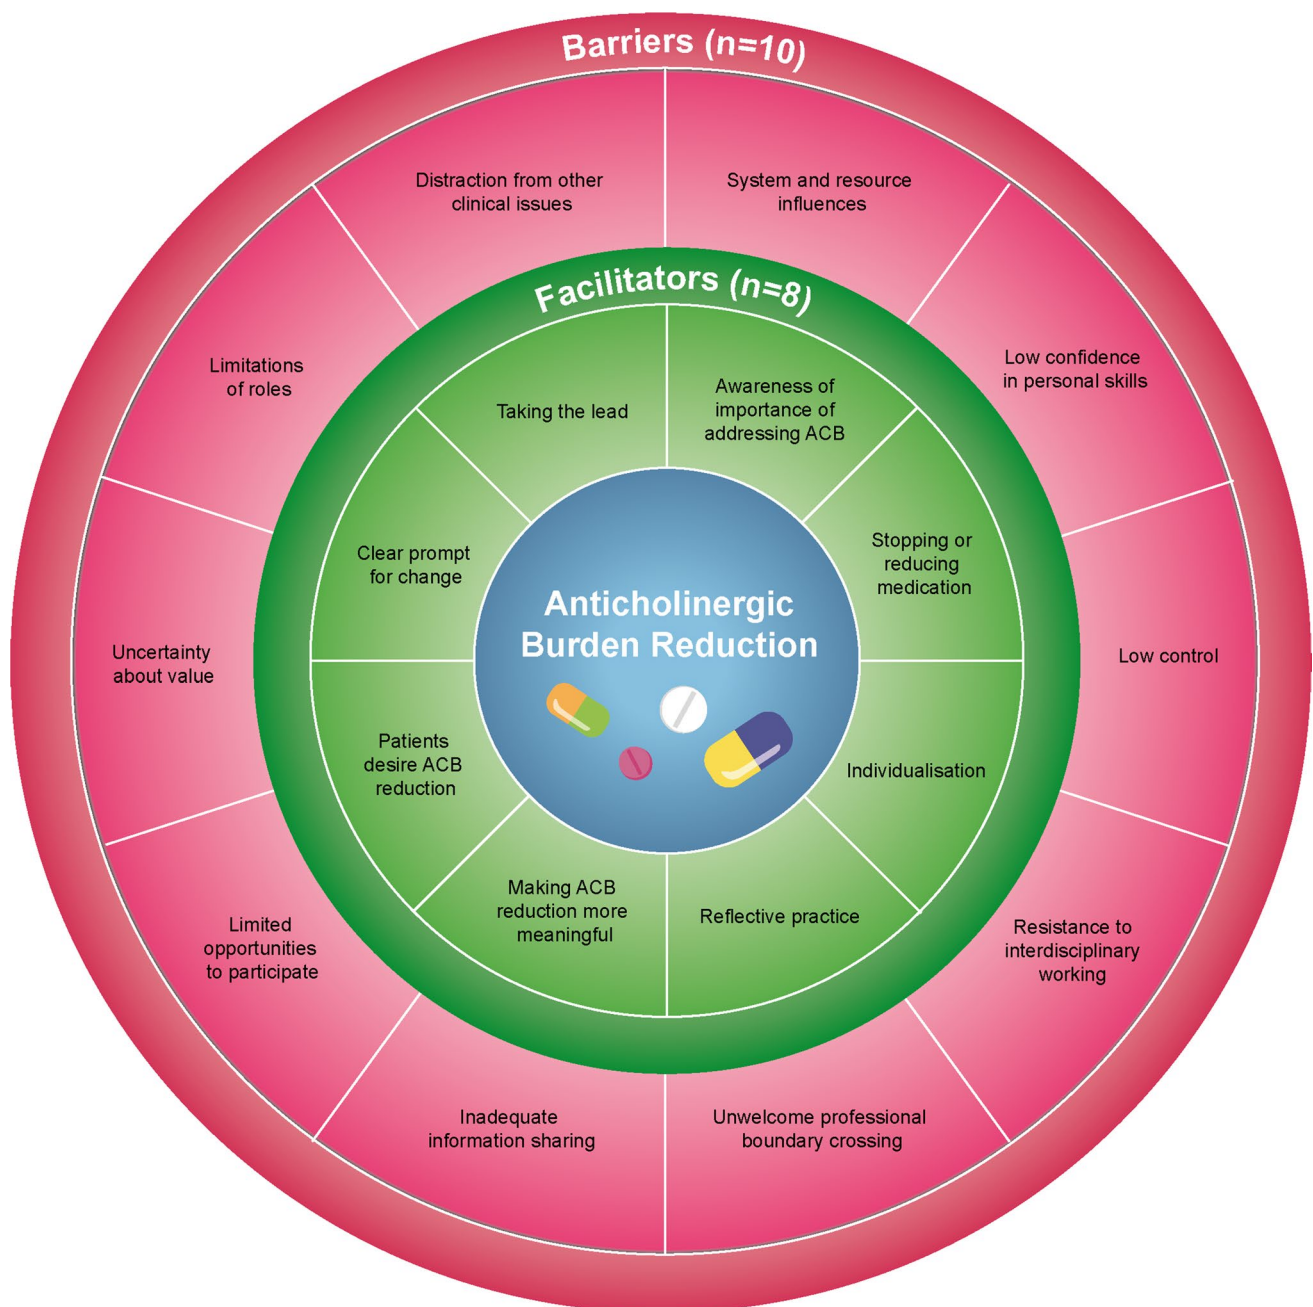 Barriers (n=10)
Distraction from other
clinical issues
System and resource
influences
Low confidence
in personal skills
Low control
Resistance to
interdisciplinary
working
Unwelcome professional
boundary crossing
Inadequate
information sharing
Limited
opportunities
to participate
Uncertainty
about value
Limitations
of roles
Facilitators (n=8)
Taking the lead
Awareness of
importance of
addressing ACB
Stopping or
reducing
medication
Individualisation
Reflective practice
Making ACB
reduction more
meaningful
Patients
desire ACB
reduction
Clear prompt
for change
Anticholinergic
Burden Reduction